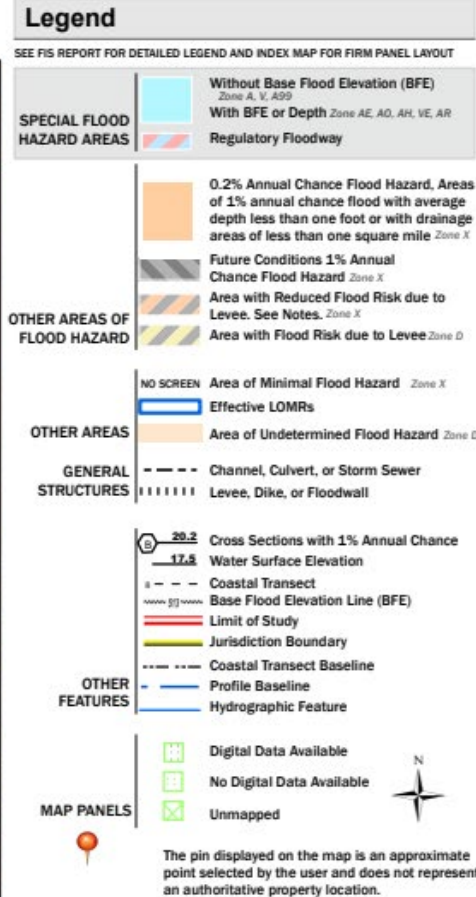 Legend
SEE FIS REPORT FOR DETAILED LEGEND AND INDEX MAP FOR FIRM PANEL LAYOUT
SPECIAL FLOOD
HAZARD AREAS
Without Base Flood Elevation (BFE)
Zone A, V, A99
With BFE or Depth Zone AE, AO, AH, VE, AR
Regulatory Floodway
OTHER AREAS OF
FLOOD HAZARD
0.2% Annual Chance Flood Hazard, Areas
of 1% annual chance flood with average
depth less than one foot or with drainage
areas of less than one square mile Zone X
Future Conditions 1% Annual
Chance Flood Hazard Zone X
Area with Reduced Flood Risk due to
Levee. See Notes. Zone X
Area with Flood Risk due to Levee Zone D
OTHER AREAS
NO SCREEN Area of Minimal Flood Hazard Zone X
Effective LOMRs
Area of Undetermined Flood Hazard Zone D
GENERAL
STRUCTURES
Channel, Culvert, or Storm Sewer
Levee, Dike, or Floodwall
OTHER
FEATURES
B 20.2 Cross Sections with 1% Annual Chance
17.5 Water Surface Elevation
8 Coastal Transect
513 Base Flood Elevation Line (BFE)
Limit of Study
Jurisdiction Boundary
Coastal Transect Baseline
Profile Baseline
Hydrographic Feature
MAP PANELS
Digital Data Available
No Digital Data Available
Unmapped
N
The pin displayed on the map is an approximate
point selected by the user and does not represent
an authoritative property location.